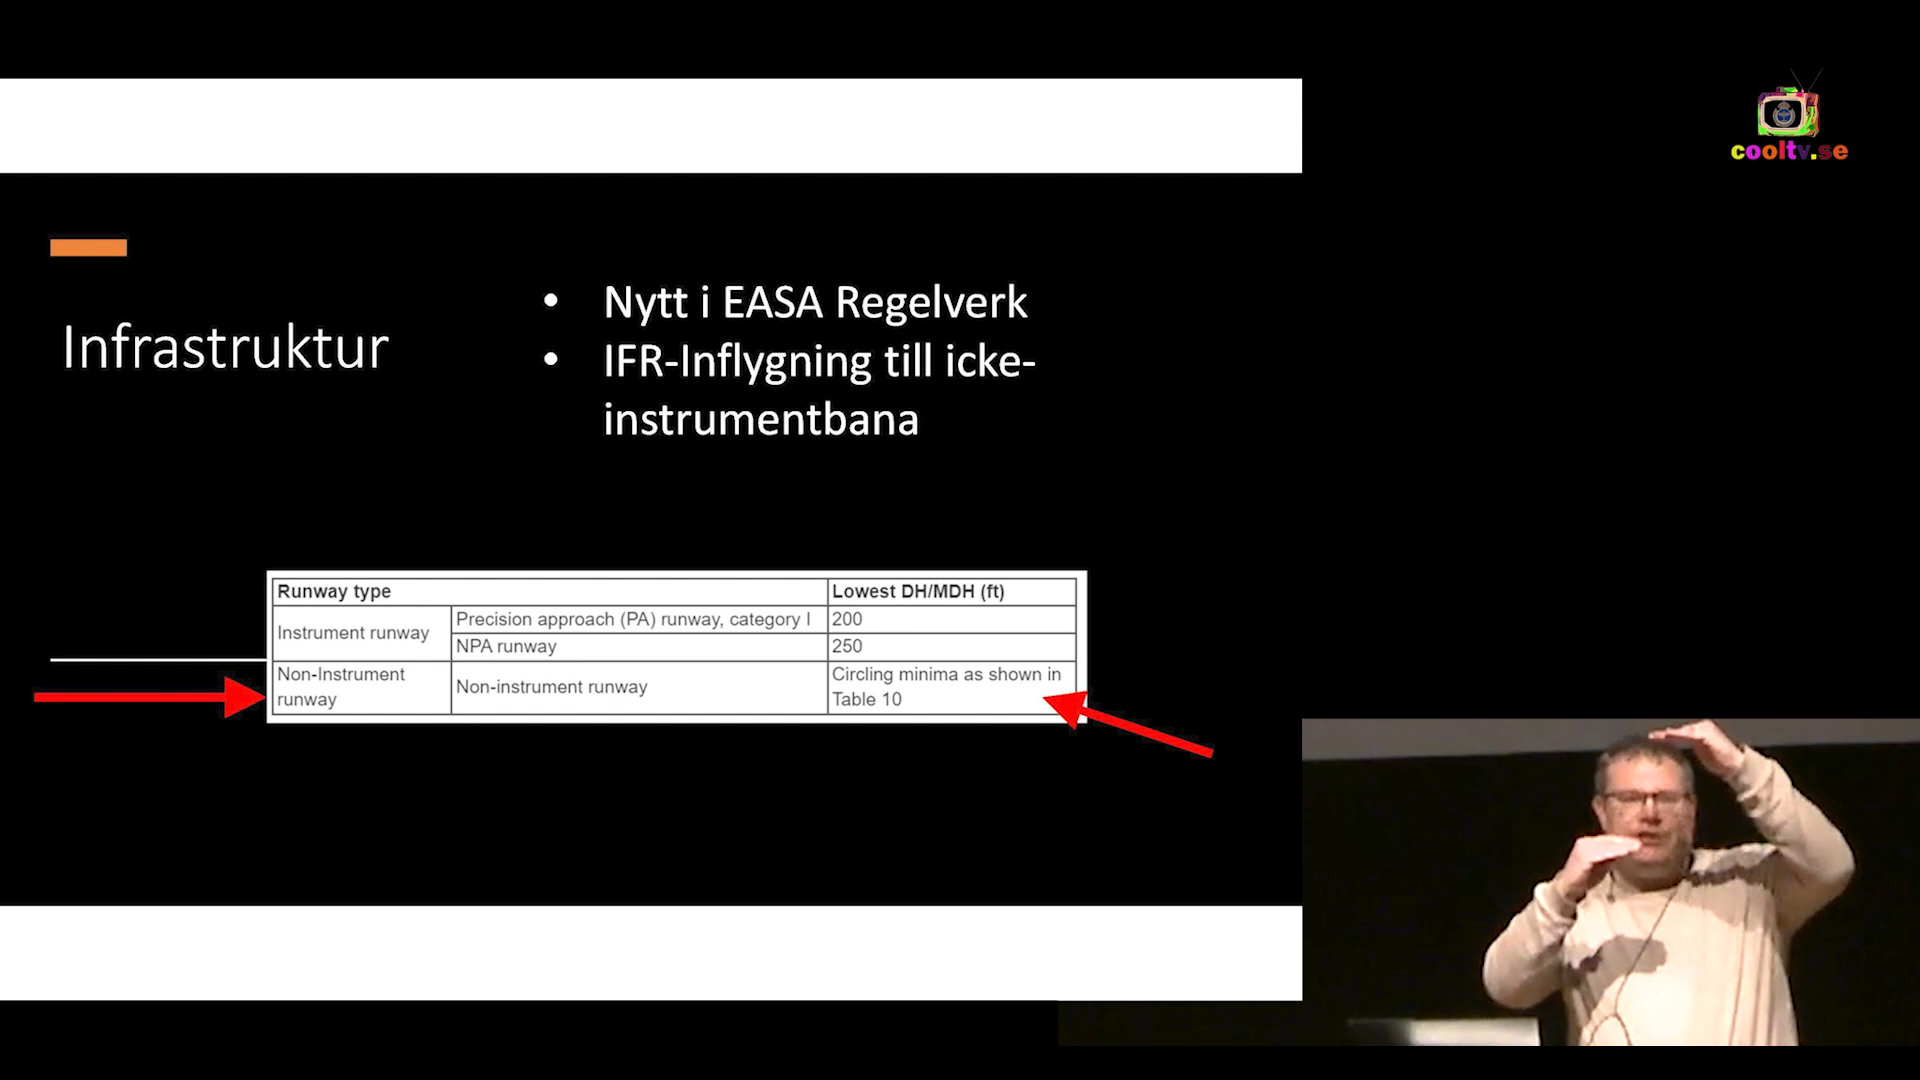 cooltv.se
Infrastruktur
• Nytt i EASA Regelverk
• IFR-Inflygning till icke-
instrumentbana
Runway type Lowest DH/MDH (ft)
Instrument runway Precision approach (PA) runway, category I 200
NPA runway 250
Non-Instrument
runway
Non-instrument runway
Circling minima as shown in
Table 10